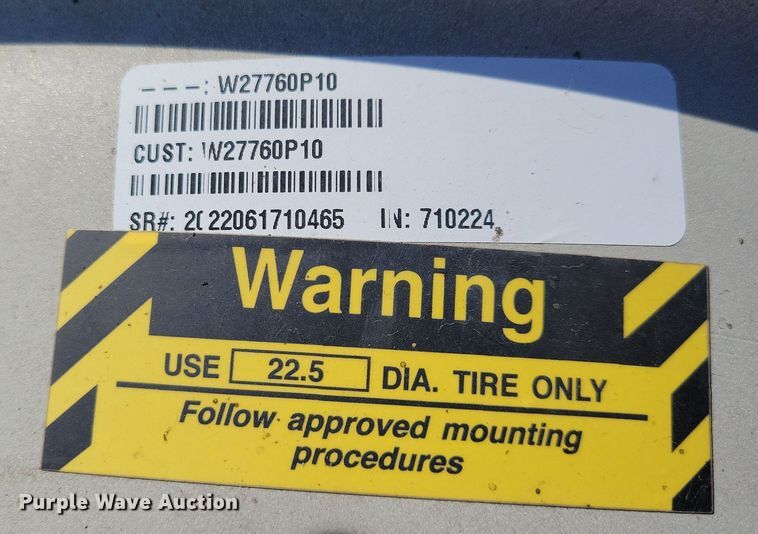 W27760P10
CUST: W27760P10
SR#: 2022061710465 IN: 710224
Warning
USE 22.5 DIA. TIRE ONLY
Follow approved mounting
procedures
Purple Wave Auction